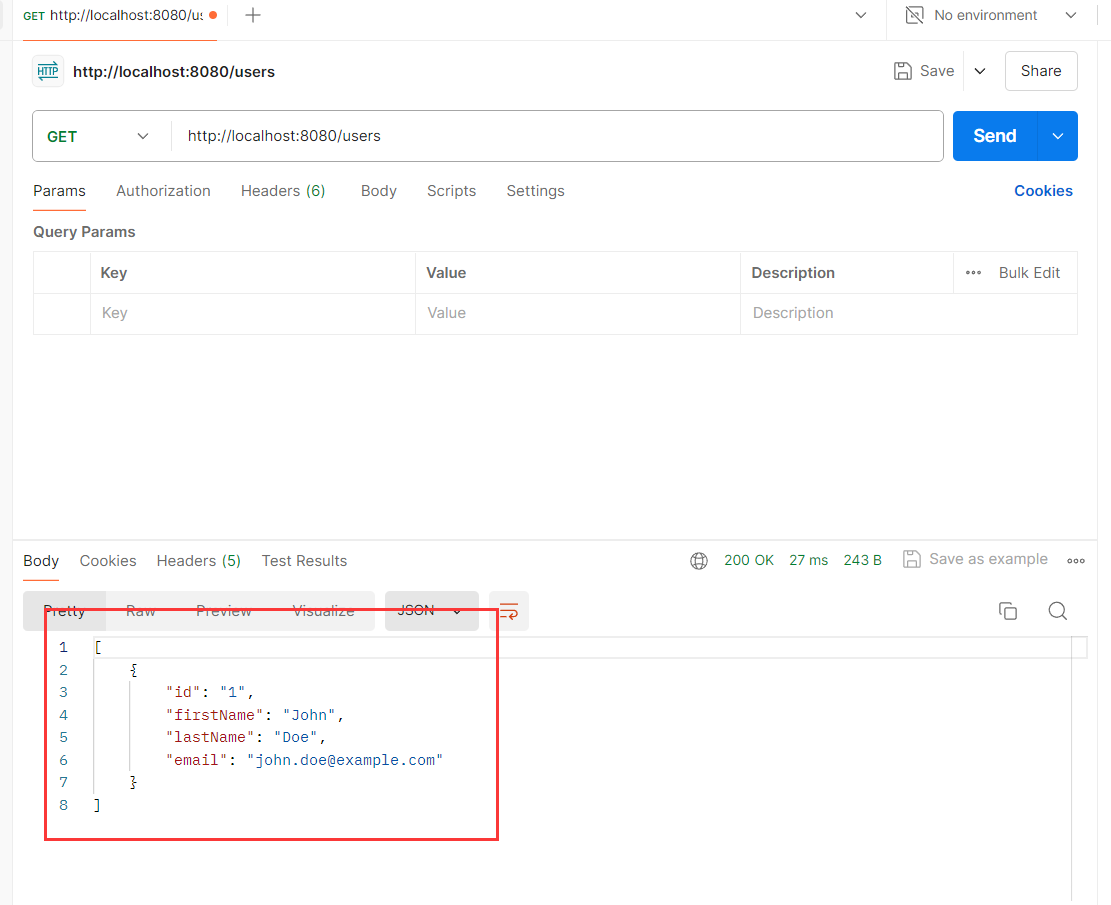 GET http://localhost:8080/us
No environment
HTTP http://localhost:8080/users
Save
Share
GET http://localhost:8080/users
Send
Params Authorization Headers (6) Body Scripts Settings Cookies
Query Params
Key Value Description Bulk Edit
Key Value Description
Body Cookies Headers (5) Test Results 200 OK 27 ms 243 B Save as example
Pretty Raw Preview Visualize JSON
1 [
2 {
3 "id": "1",
4 "firstName": "John",
5 "lastName": "Doe",
6 "email": "john.doe@example.com"
7 }
8 ]